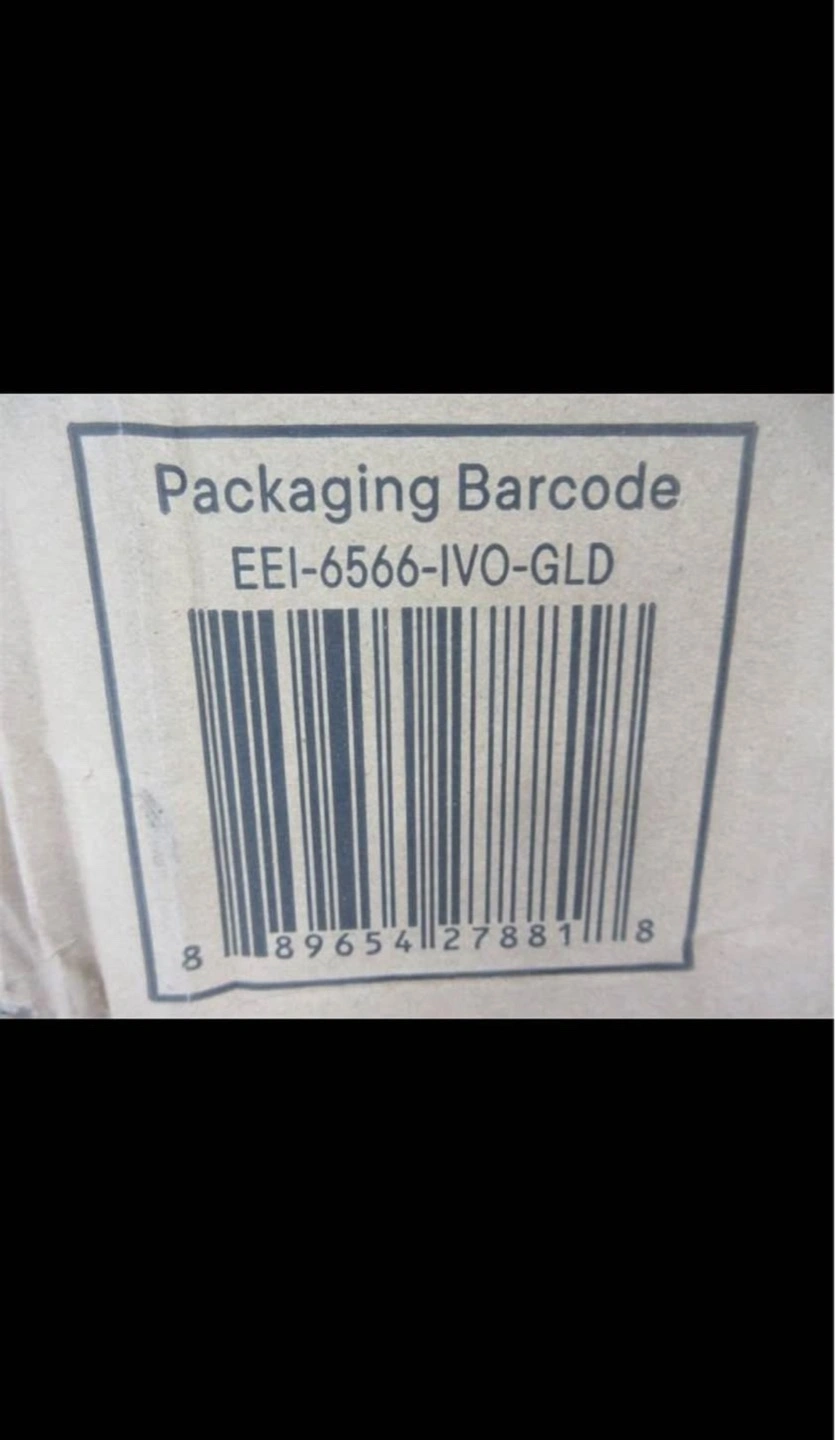 Packaging Barcode
EEI-6566-IVO-GLD
8 89654 27881 8